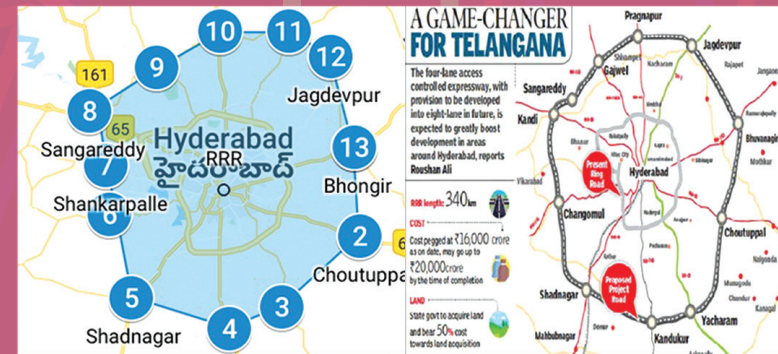 10
11
12
9
161
8
Jagdevpur
65
Hyderabad
13
Sangareddy
RRR
హైదరాబాద్
7
Bhongir
Shankarpalle
6
2
Choutuppa
5
3
Shadnagar
4
A GAME-CHANGER
FOR TELANGANA
The four-lane access
controlled expressway, with
provision to be developed
into eight-lane in future, is
expected to greatly boost
development in areas
around Hyderabad, reports
Roushan Ali
RRR length: 340 km
COST
Cost pegged at ₹16,000 crore
as on date, may go up to
₹20,000 crore
by the time of completion
LAND
State govt to acquire land
and bear 50% cost
towards land acquisition
Pragnapur
Jagdevpur
Gajwel
Sangareddy
Kandi
Bhuvanagiri
Present
Ring
Road
Hyderabad
Vikarabad
Changomul
Choutuppal
Nalgonda
Shadnagar
Proposed
Project
Road
Yacharam
Mahbubnagar
Kandukur